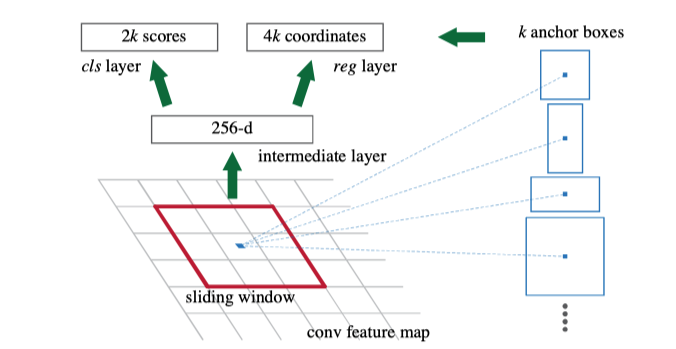 2k scores
4k coordinates
k anchor boxes
cls layer
reg layer
256-d
intermediate layer
sliding window
conv feature map